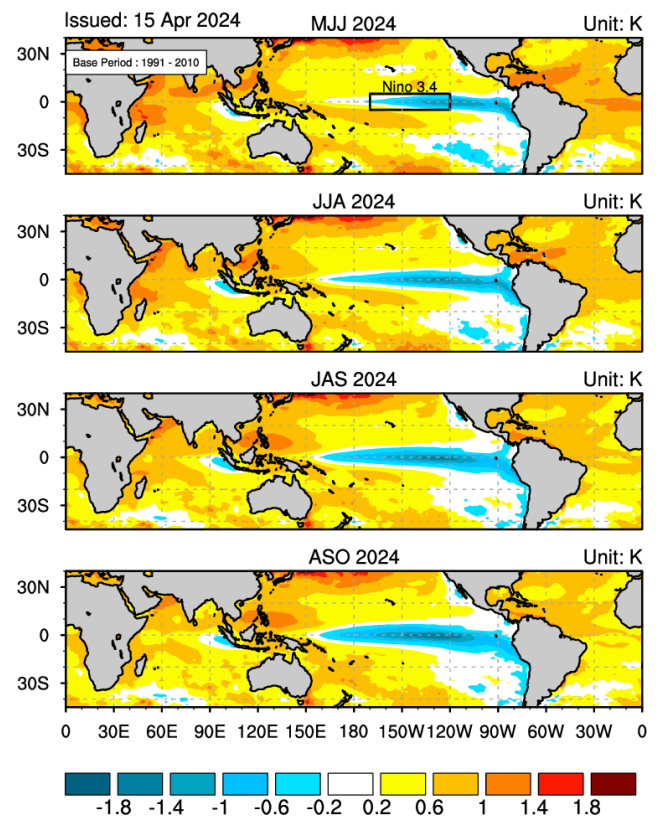 Issued: 15 Apr 2024 MJJ 2024 Unit: K
30N
Base Period : 1991 - 2010
Nino 3.4
0
30S
JJA 2024 Unit: K
30N
0
30S
JAS 2024 Unit: K
30N
0
30S
ASO 2024 Unit: K
30N
0
30S
0 30E 60E 90E 120E 150E 180 150W 120W 90W 60W 30W 0
-1.8 -1.4 -1 -0.6 -0.2 0.2 0.6 1 1.4 1.8